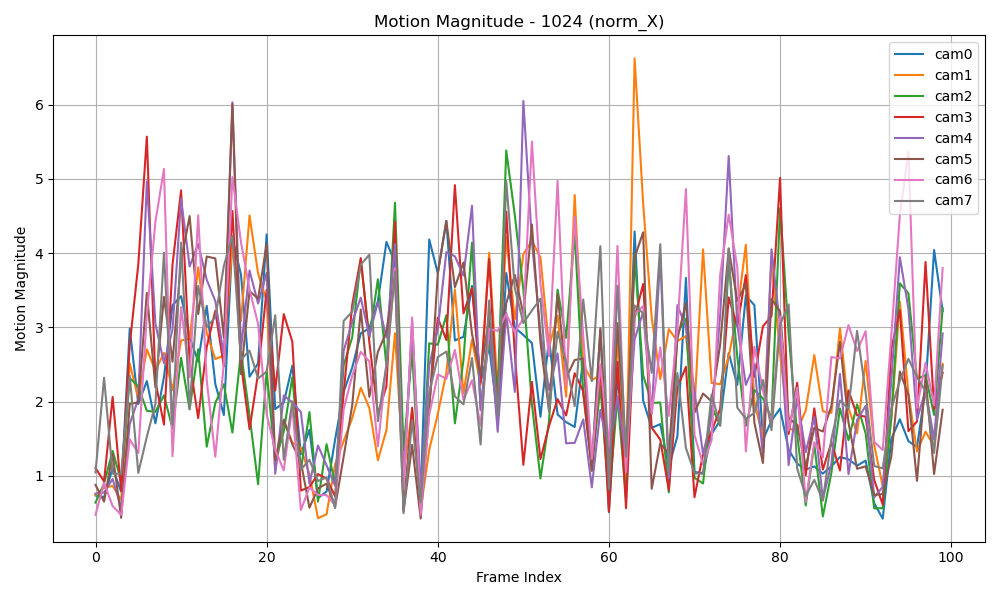 Motion Magnitude - 1024 (norm_X)
cam0
cam1
cam2
cam3
cam4
cam5
cam6
cam7
6
5
4
3
2
1
Motion Magnitude
0
20
40
60
80
100
Frame Index